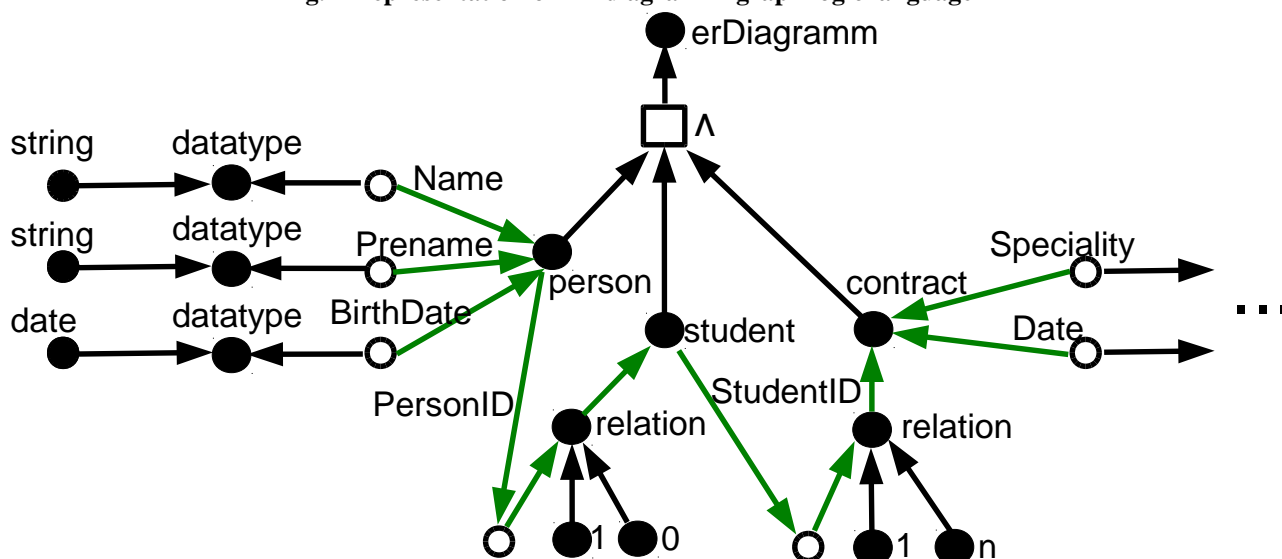 erDiagramm
∧
string datatype Name
string datatype Prename
person
date datatype BirthDate
contract Speciality
student Date
...
PersonID StudentID
relation relation
1 0 1 n